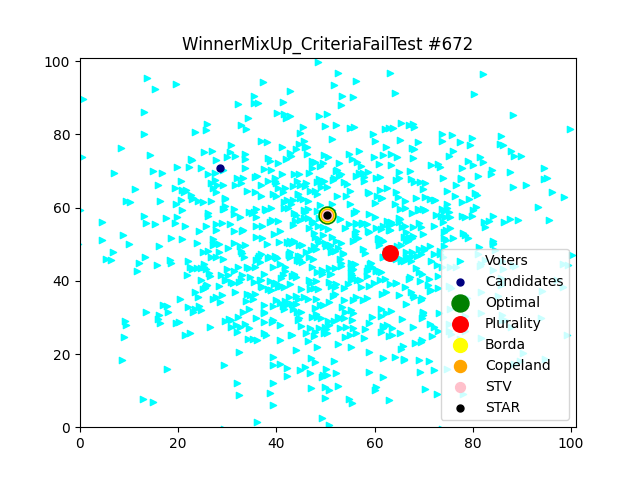 WinnerMixUp_CriteriaFailTest #672
100
80
60
40
20
0
0
20
40
60
80
100
Voters
Candidates
Optimal
Plurality
Borda
Copeland
STV
STAR